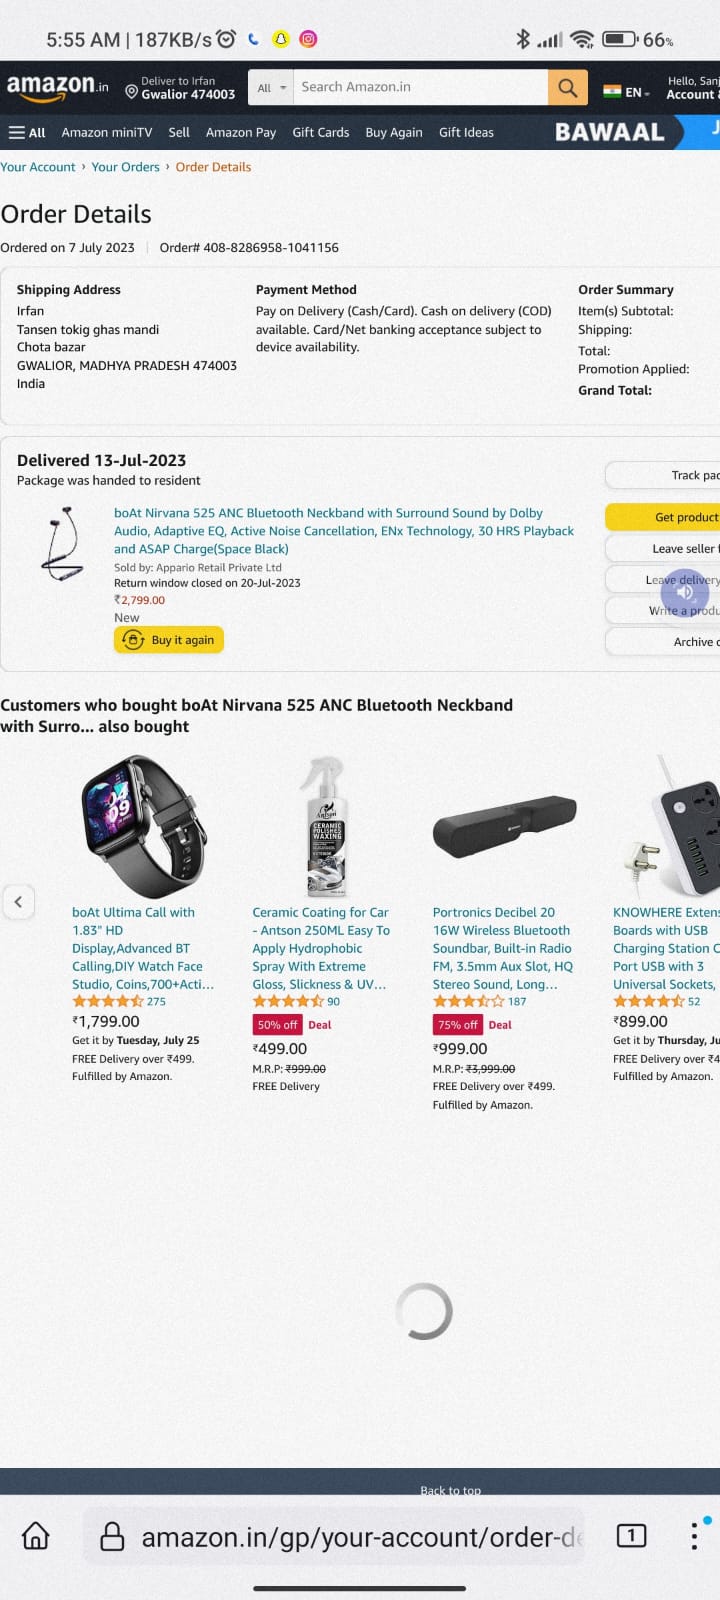 5:55 AM | 187KB/s
66%
amazon.in
Deliver to Irfan
Gwalior 474003
All
Search Amazon.in
EN
Hello, Sanj
Account &
All
Amazon miniTV
Sell
Amazon Pay
Gift Cards
Buy Again
Gift Ideas
BAWAAL
Your Account › Your Orders › Order Details
Order Details
Ordered on 7 July 2023 | Order# 408-8286958-1041156
Shipping Address
Irfan
Tansen tokig ghas mandi
Chota bazar
GWALIOR, MADHYA PRADESH 474003
India
Payment Method
Pay on Delivery (Cash/Card). Cash on delivery (COD)
available. Card/Net banking acceptance subject to
device availability.
Order Summary
Item(s) Subtotal:
Shipping:
Total:
Promotion Applied:
Grand Total:
Delivered 13-Jul-2023
Package was handed to resident
boAt Nirvana 525 ANC Bluetooth Neckband with Surround Sound by Dolby
Audio, Adaptive EQ, Active Noise Cancellation, ENx Technology, 30 HRS Playback
and ASAP Charge(Space Black)
Sold by: Appario Retail Private Ltd
Return window closed on 20-Jul-2023
₹2,799.00
New
Buy it again
Track pac
Get product
Leave seller f
Leave delivery
Write a produ
Archive o
Customers who bought boAt Nirvana 525 ANC Bluetooth Neckband
with Surro... also bought
04
09
boAt Ultima Call with
1.83" HD
Display,Advanced BT
Calling,DIY Watch Face
Studio, Coins,700+Acti...
275
₹1,799.00
Get it by Tuesday, July 25
FREE Delivery over ₹499.
Fulfilled by Amazon.
Antson
CERAMIC
POLISHES
WAXING
Ceramic Coating for Car
- Antson 250ML Easy To
Apply Hydrophobic
Spray With Extreme
Gloss, Slickness & UV...
90
50% off Deal
₹499.00
M.R.P: ₹999.00
FREE Delivery
Portronics Decibel 20
16W Wireless Bluetooth
Soundbar, Built-in Radio
FM, 3.5mm Aux Slot, HQ
Stereo Sound, Long...
187
75% off Deal
₹999.00
M.R.P: ₹3,999.00
FREE Delivery over ₹499.
Fulfilled by Amazon.
KNOWHERE Extens
Boards with USB
Charging Station C
Port USB with 3
Universal Sockets,
52
₹899.00
Get it by Thursday, Ju
FREE Delivery over ₹4
Fulfilled by Amazon.
Back to top
amazon.in/gp/your-account/order-de
1